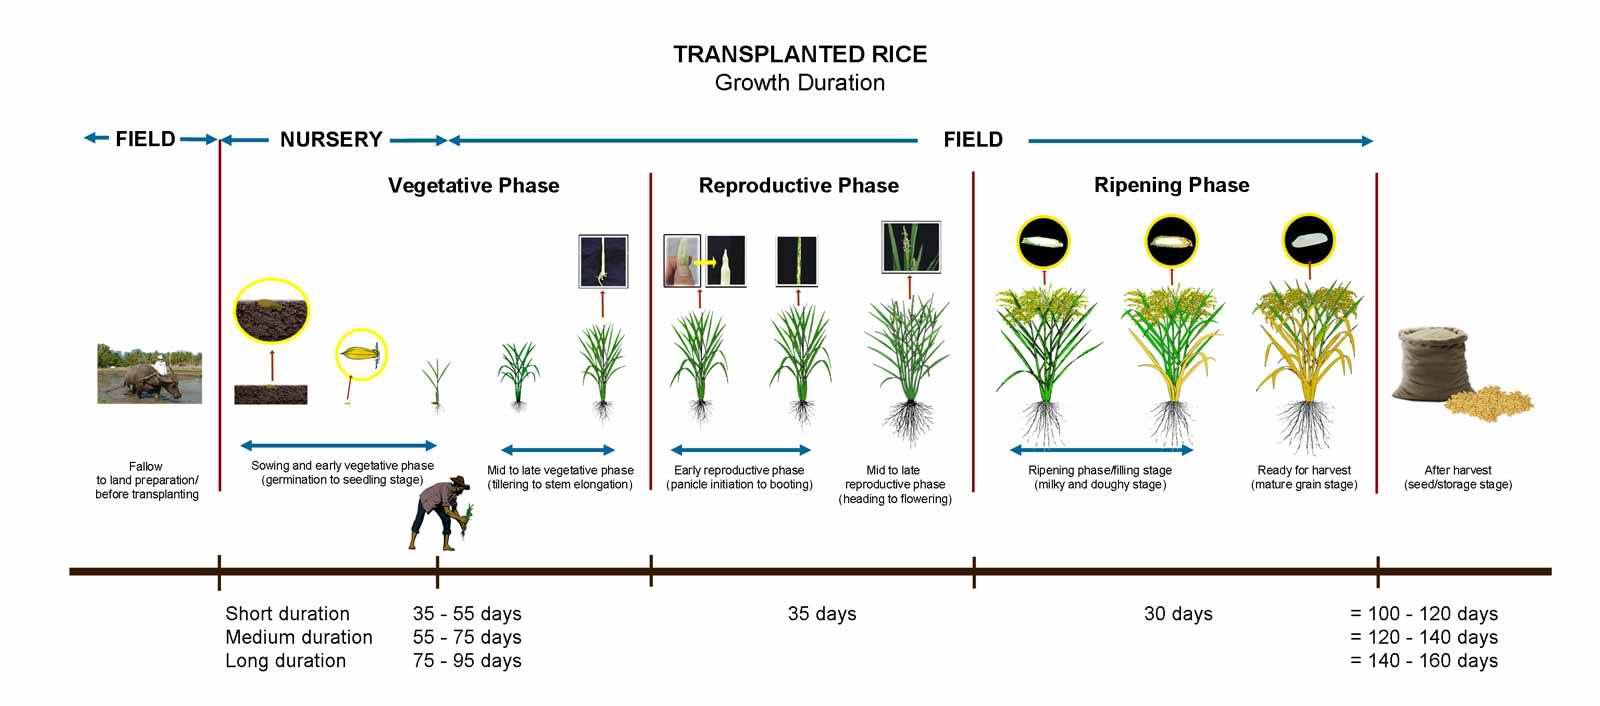 TRANSPLANTED RICE
Growth Duration
FIELD
NURSERY
FIELD
Vegetative Phase
Reproductive Phase
Ripening Phase
Fallow
to land preparation/
before transplanting
Sowing and early vegetative phase
(germination to seedling stage)
Mid to late vegetative phase
(tillering to stem elongation)
Early reproductive phase
(panicle initiation to booting)
Mid to late
reproductive phase
(heading to flowering)
Ripening phase/filling stage
(milky and doughy stage)
Ready for harvest
(mature grain stage)
After harvest
(seed/storage stage)
Short duration 35 - 55 days 35 days 30 days = 100 - 120 days
Medium duration 55 - 75 days = 120 - 140 days
Long duration 75 - 95 days = 140 - 160 days